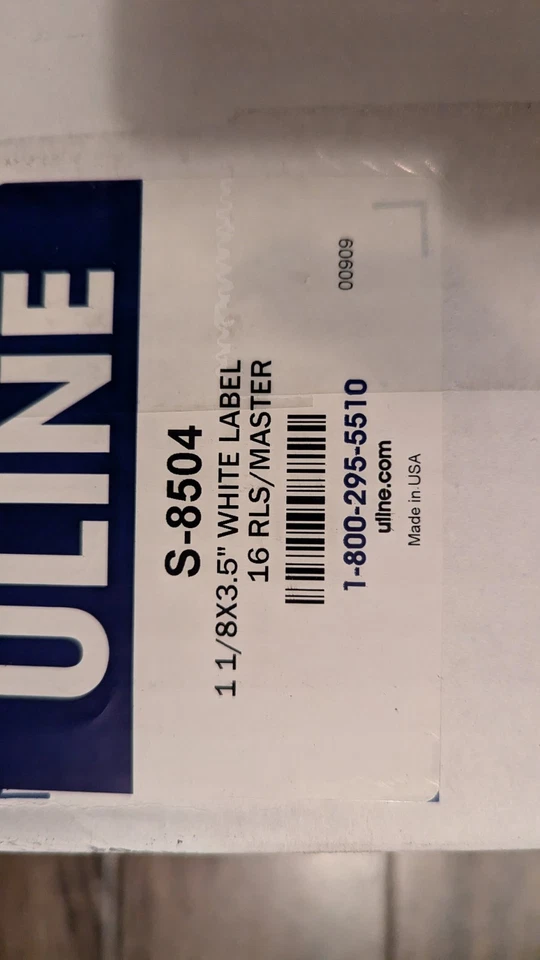 ULINE
S-8504
1 1/8X3.5" WHITE LABEL
16 RLS/MASTER
1-800-295-5510
uline.com
Made in USA
00909